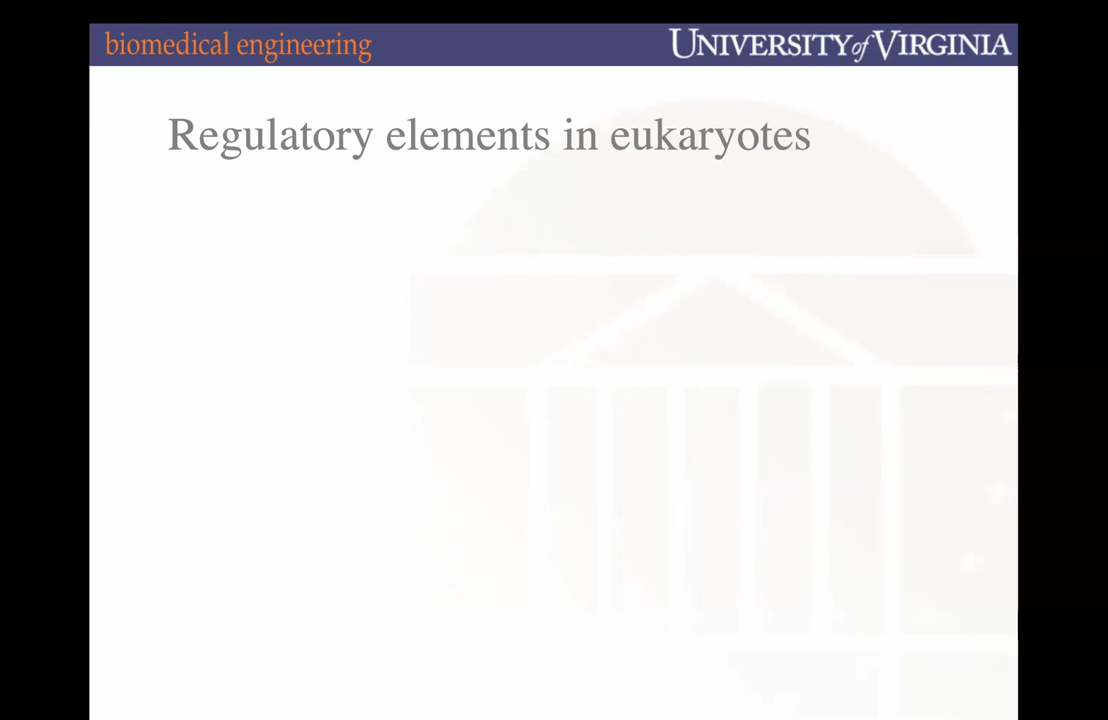 biomedical engineering
UNIVERSITY of VIRGINIA
Regulatory elements in eukaryotes